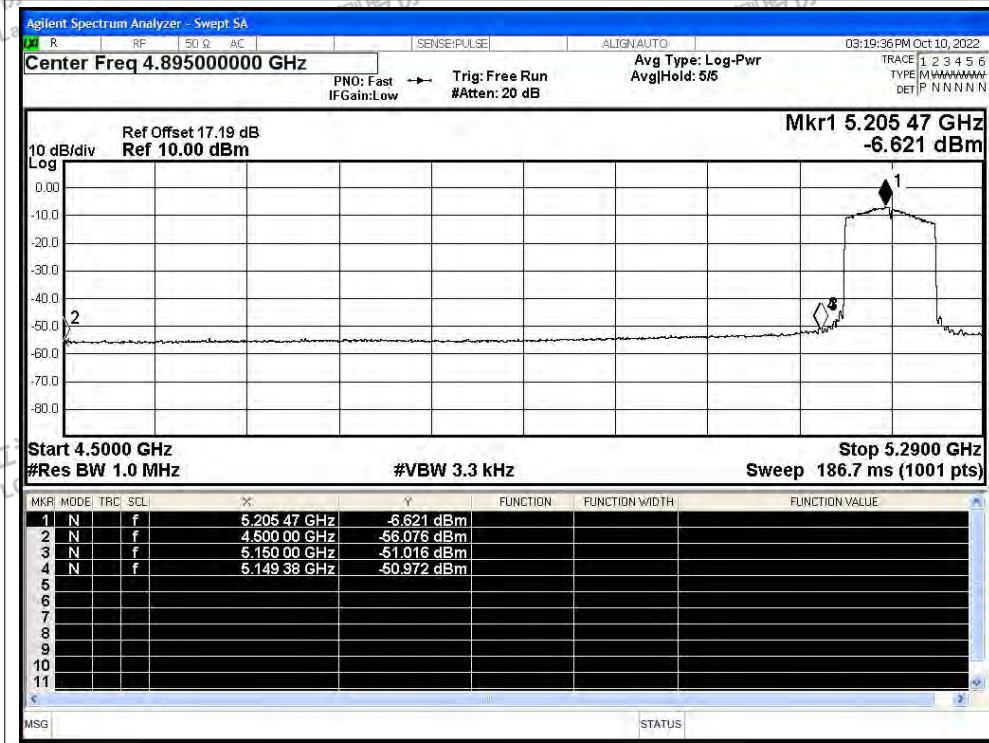 Agilent Spectrum Analyzer - Swept SA
LXI R RF 50 Ω AC SENSE:PULSE ALIGN AUTO 03:19:36 PM Oct 10, 2022
Center Freq 4.895000000 GHz Avg Type: Log-Pwr TRACE 1 2 3 4 5 6
PNO: Fast Trig: Free Run Avg|Hold: 5/5 TYPE M WWWWW
IFGain:Low #Atten: 20 dB DET P N N N N N
Mkr1 5.205 47 GHz
Ref Offset 17.19 dB
10 dB/div Ref 10.00 dBm -6.621 dBm
Log
1
0.00
-10.0
-20.0
-30.0
-40.0
2
-50.0
-60.0
-70.0
-80.0
Start 4.5000 GHz Stop 5.2900 GHz
#Res BW 1.0 MHz #VBW 3.3 kHz Sweep 186.7 ms (1001 pts)
MKR MODE TRC SCL X Y FUNCTION FUNCTION WIDTH FUNCTION VALUE
1 N f 5.205 47 GHz -6.621 dBm
2 N f 4.500 00 GHz -56.076 dBm
3 N f 5.150 00 GHz -51.016 dBm
4 N f 5.149 38 GHz -50.972 dBm
5
6
7
8
9
10
11
MSG STATUS